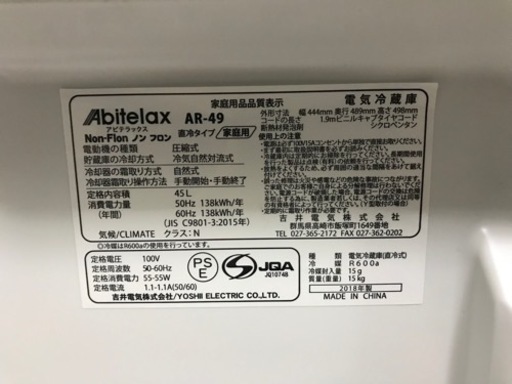 Abitelax AR-49
アビテラックス
Non-Flon ノンフロン 直冷タイプ/家庭用
電動機の種類 圧縮式
貯蔵庫の冷却方式 冷気自然対流式
冷却器の霜取り方式 自然式
冷却器霜取り操作方法 手動開始・手動終了
定格内容積 45L
消費電力量 50Hz 138kWh/年
(年間) 60Hz 138kWh/年
(JIS C9801-3:2015年)
気候/CLIMATE クラス:N
※冷媒はR600aの使用を行っています。
家庭用品品質表示 電気冷蔵庫
外形寸法 幅444mm奥行489mm高さ498mm
コードの長さ 1.9mビニルキャブタイヤコード
断熱材発泡剤 シクロペンタン
使用上の注意
吉井電気株式会社
群馬県高崎市飯塚町1649番地
TEL 027-365-2172 FAX 027-362-0202
定格電圧 100V
定格周波数 50-60Hz
定格消費電力 55-55W
定格電流 1.1-1.1A(50/60)
PS
E
JQA
JQ1074B
吉井電気株式会社/YOSHII ELECTRIC CO.,LTD.
種類 電気冷蔵庫(直冷式)
冷媒 R600a
冷媒封入量 15g
質量(重量) 15kg
2018年製
MADE IN CHINA